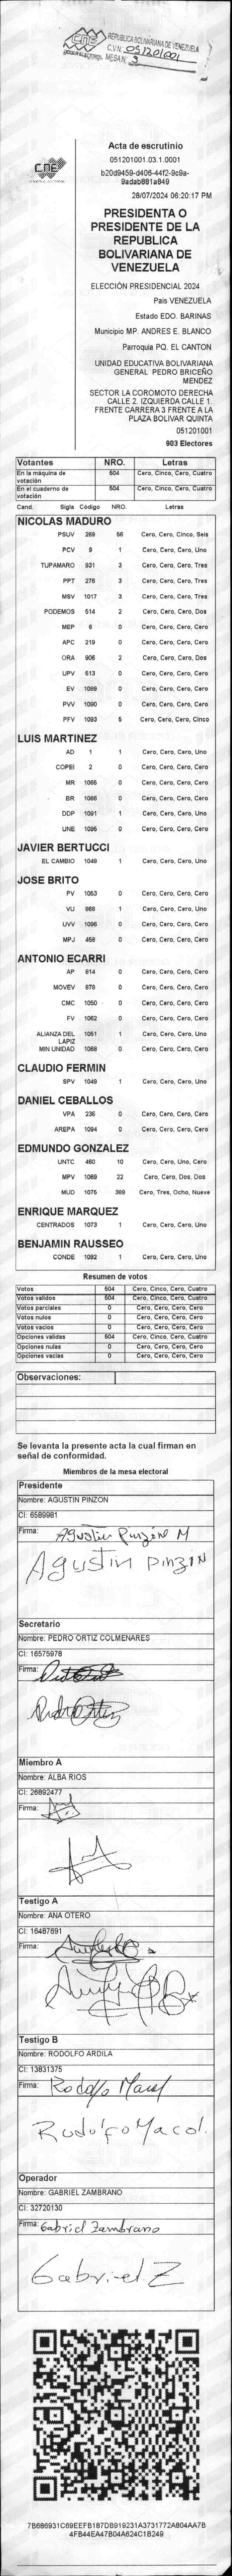 CNE
REPUBLICA BOLIVARIANA DE VENEZUELA
C.V.N: 051201001
MESA N: 3
CNE
Acta de escrutinio
051201001.03.1.0001
b20d9459-d406-44f2-9c9a-
9adab881a849
28/07/2024 06:20:17 PM
PRESIDENTA O
PRESIDENTE DE LA
REPUBLICA
BOLIVARIANA DE
VENEZUELA
ELECCIÓN PRESIDENCIAL 2024
Pais VENEZUELA
Estado EDO. BARINAS
Municipio MP. ANDRES E. BLANCO
Parroquia PQ. EL CANTON
UNIDAD EDUCATIVA BOLIVARIANA
GENERAL PEDRO BRICEÑO
MENDEZ
SECTOR LA COROMOTO DERECHA
CALLE 2. IZQUIERDA CALLE 1.
FRENTE CARRERA 3 FRENTE A LA
PLAZA BOLIVAR QUINTA
051201001
903 Electores
Votantes NRO. Letras
En la máquina de votación 504 Cero, Cinco, Cero, Cuatro
En el cuaderno de votación 504 Cero, Cinco, Cero, Cuatro
Cand. Sigla Código NRO. Letras
NICOLAS MADURO
PSUV 269 56 Cero, Cero, Cinco, Seis
PCV 9 1 Cero, Cero, Cero, Uno
TUPAMARO 931 3 Cero, Cero, Cero, Tres
PPT 276 3 Cero, Cero, Cero, Tres
MSV 1017 3 Cero, Cero, Cero, Tres
PODEMOS 514 2 Cero, Cero, Cero, Dos
MEP 6 0 Cero, Cero, Cero, Cero
APC 219 0 Cero, Cero, Cero, Cero
ORA 906 2 Cero, Cero, Cero, Dos
UPV 513 0 Cero, Cero, Cero, Cero
EV 1089 0 Cero, Cero, Cero, Cero
PVV 1090 0 Cero, Cero, Cero, Cero
PFV 1093 5 Cero, Cero, Cero, Cinco
LUIS MARTINEZ
AD 1 1 Cero, Cero, Cero, Uno
COPEI 2 0 Cero, Cero, Cero, Cero
MR 1066 0 Cero, Cero, Cero, Cero
BR 1068 0 Cero, Cero, Cero, Cero
DDP 1091 1 Cero, Cero, Cero, Uno
UNE 1095 0 Cero, Cero, Cero, Cero
JAVIER BERTUCCI
EL CAMBIO 1049 1 Cero, Cero, Cero, Uno
JOSE BRITO
PV 1053 0 Cero, Cero, Cero, Cero
VU 868 1 Cero, Cero, Cero, Uno
UVV 1096 0 Cero, Cero, Cero, Cero
MPJ 458 0 Cero, Cero, Cero, Cero
ANTONIO ECARRI
AP 814 0 Cero, Cero, Cero, Cero
MOVEV 878 0 Cero, Cero, Cero, Cero
CMC 1050 0 Cero, Cero, Cero, Cero
FV 1062 0 Cero, Cero, Cero, Cero
ALIANZA DEL LAPIZ 1051 1 Cero, Cero, Cero, Uno
MIN UNIDAD 1068 0 Cero, Cero, Cero, Cero
CLAUDIO FERMIN
SPV 1049 1 Cero, Cero, Cero, Uno
DANIEL CEBALLOS
VPA 236 0 Cero, Cero, Cero, Cero
AREPA 1094 0 Cero, Cero, Cero, Cero
EDMUNDO GONZALEZ
UNTC 460 10 Cero, Cero, Uno, Cero
MPV 1069 22 Cero, Cero, Dos, Dos
MUD 1076 389 Cero, Tres, Ocho, Nueve
ENRIQUE MARQUEZ
CENTRADOS 1073 1 Cero, Cero, Cero, Uno
BENJAMIN RAUSSEO
CONDE 1092 1 Cero, Cero, Cero, Uno
Resumen de votos
Votos 504 Cero, Cinco, Cero, Cuatro
Votos validos 504 Cero, Cinco, Cero, Cuatro
Votos parciales 0 Cero, Cero, Cero, Cero
Votos nulos 0 Cero, Cero, Cero, Cero
Votos vacios 0 Cero, Cero, Cero, Cero
Opciones validas 504 Cero, Cinco, Cero, Cuatro
Opciones nulas 0 Cero, Cero, Cero, Cero
Opciones vacias 0 Cero, Cero, Cero, Cero
Observaciones:
Se levanta la presente acta la cual firman en
señal de conformidad.
Miembros de la mesa electoral
Presidente
Nombre: AGUSTIN PINZON
CI: 6589981
Firma: Agustin Pinzón M
Agustin Pinzón
Secretario
Nombre: PEDRO ORTIZ COLMENARES
CI: 16575978
Firma:
Pedro Ortiz
Miembro A
Nombre: ALBA RIOS
CI: 26892477
Firma:
Testigo A
Nombre: ANA OTERO
CI: 16487691
Firma:
Testigo B
Nombre: RODOLFO ARDILA
CI: 13831375
Firma: Rodolfo
Rodolfo
Operador
Nombre: GABRIEL ZAMBRANO
CI: 32720130
Firma: Gabriel Zambrano
Gabriel Z
7B686931C69EEFB187DB919231A3731772A804AA7B
4FB44EA47B04A624C1B249